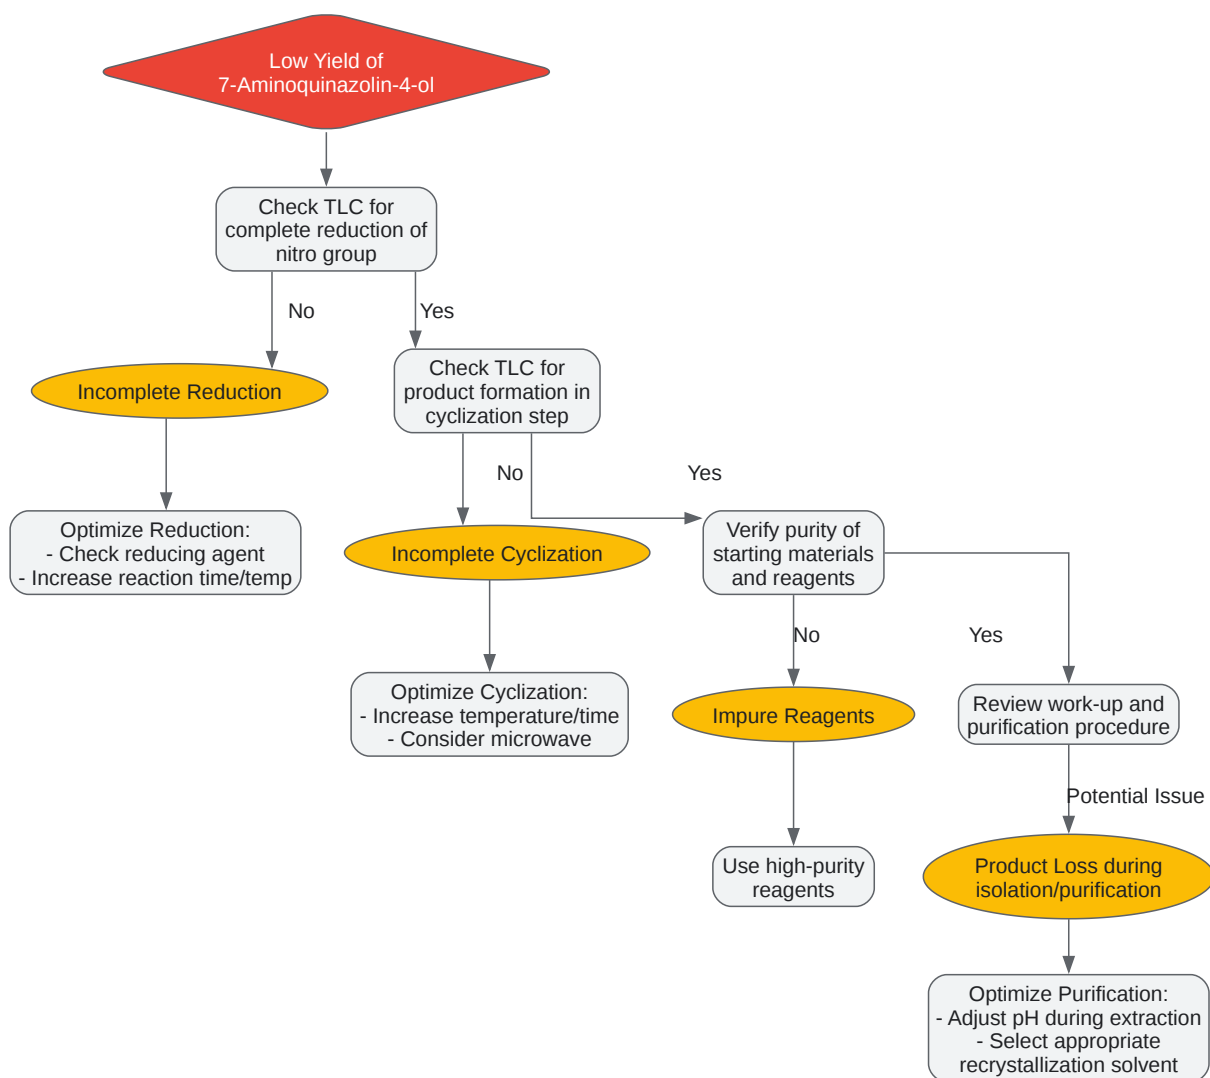 Low Yield of
7-Aminoquinazolin-4-ol
Check TLC for
complete reduction of
nitro group
No
Yes
Check TLC for
product formation in
cyclization step
Incomplete Reduction
No
Yes
Optimize Reduction:
- Check reducing agent
- Increase reaction time/temp
Incomplete Cyclization
Verify purity of
starting materials
and reagents
No
Yes
Optimize Cyclization:
- Increase temperature/time
- Consider microwave
Impure Reagents
Review work-up and
purification procedure
Potential Issue
Use high-purity
reagents
Product Loss during
isolation/purification
Optimize Purification:
- Adjust pH during extraction
- Select appropriate
recrystallization solvent